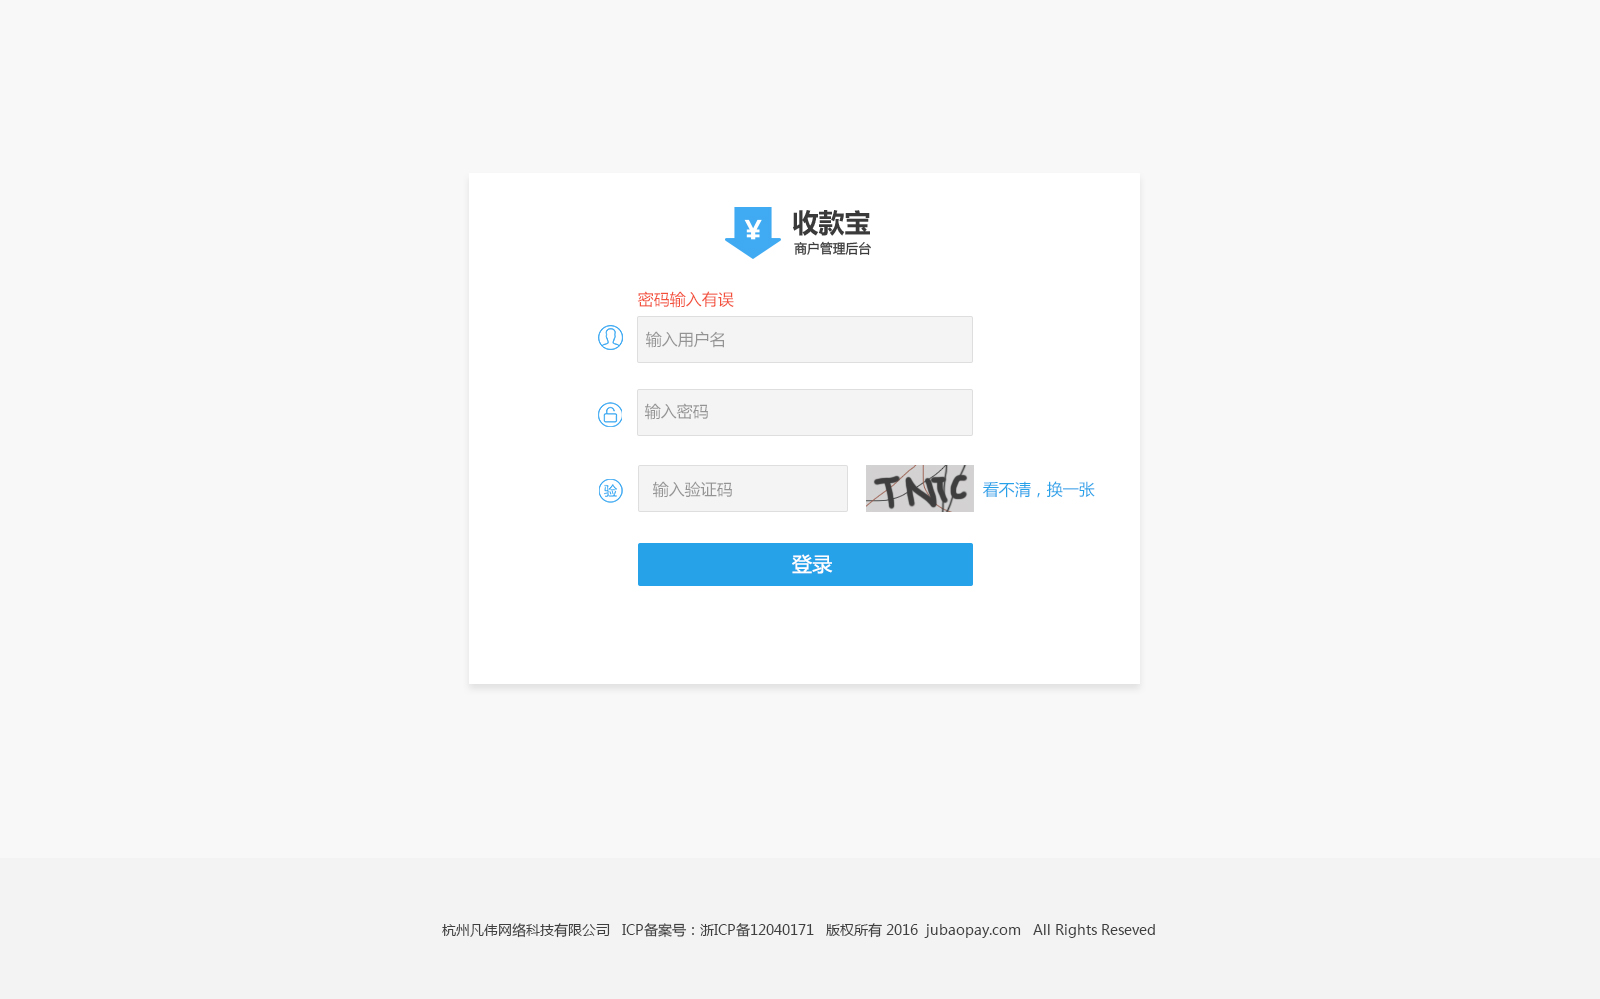 ¥
收款宝
商户管理后台
密码输入有误
输入用户名
输入密码
验 输入验证码 TNTC 看不清，换一张
登录
杭州凡伟网络科技有限公司 ICP备案号：浙ICP备12040171 版权所有 2016 jubaopay.com All Rights Reseved